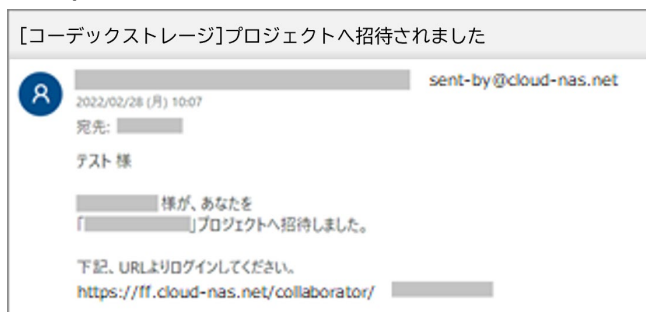 [コーデックストレージ]プロジェクトへ招待されました
sent-by@cloud-nas.net
2022/02/28 (月) 10:07
宛先:
テスト 様
様が、あなたを
「 」プロジェクトへ招待しました。
下記、URLよりログインしてください。
https://ff.cloud-nas.net/collaborator/